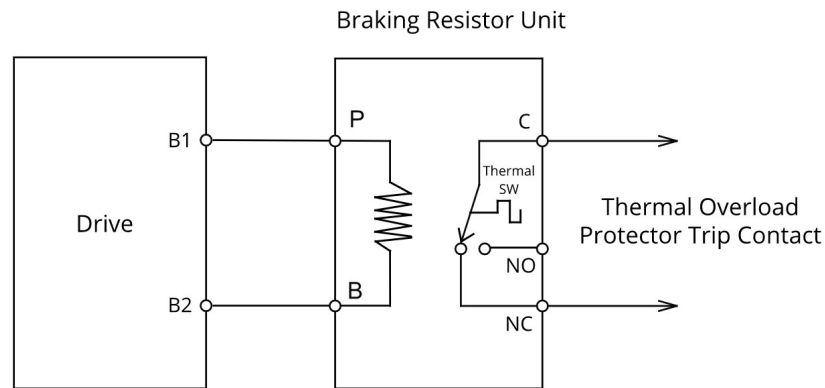 Braking Resistor Unit
B1
P
C
Thermal
SW
Drive
Thermal Overload
Protector Trip Contact
NO
B2
B
NC